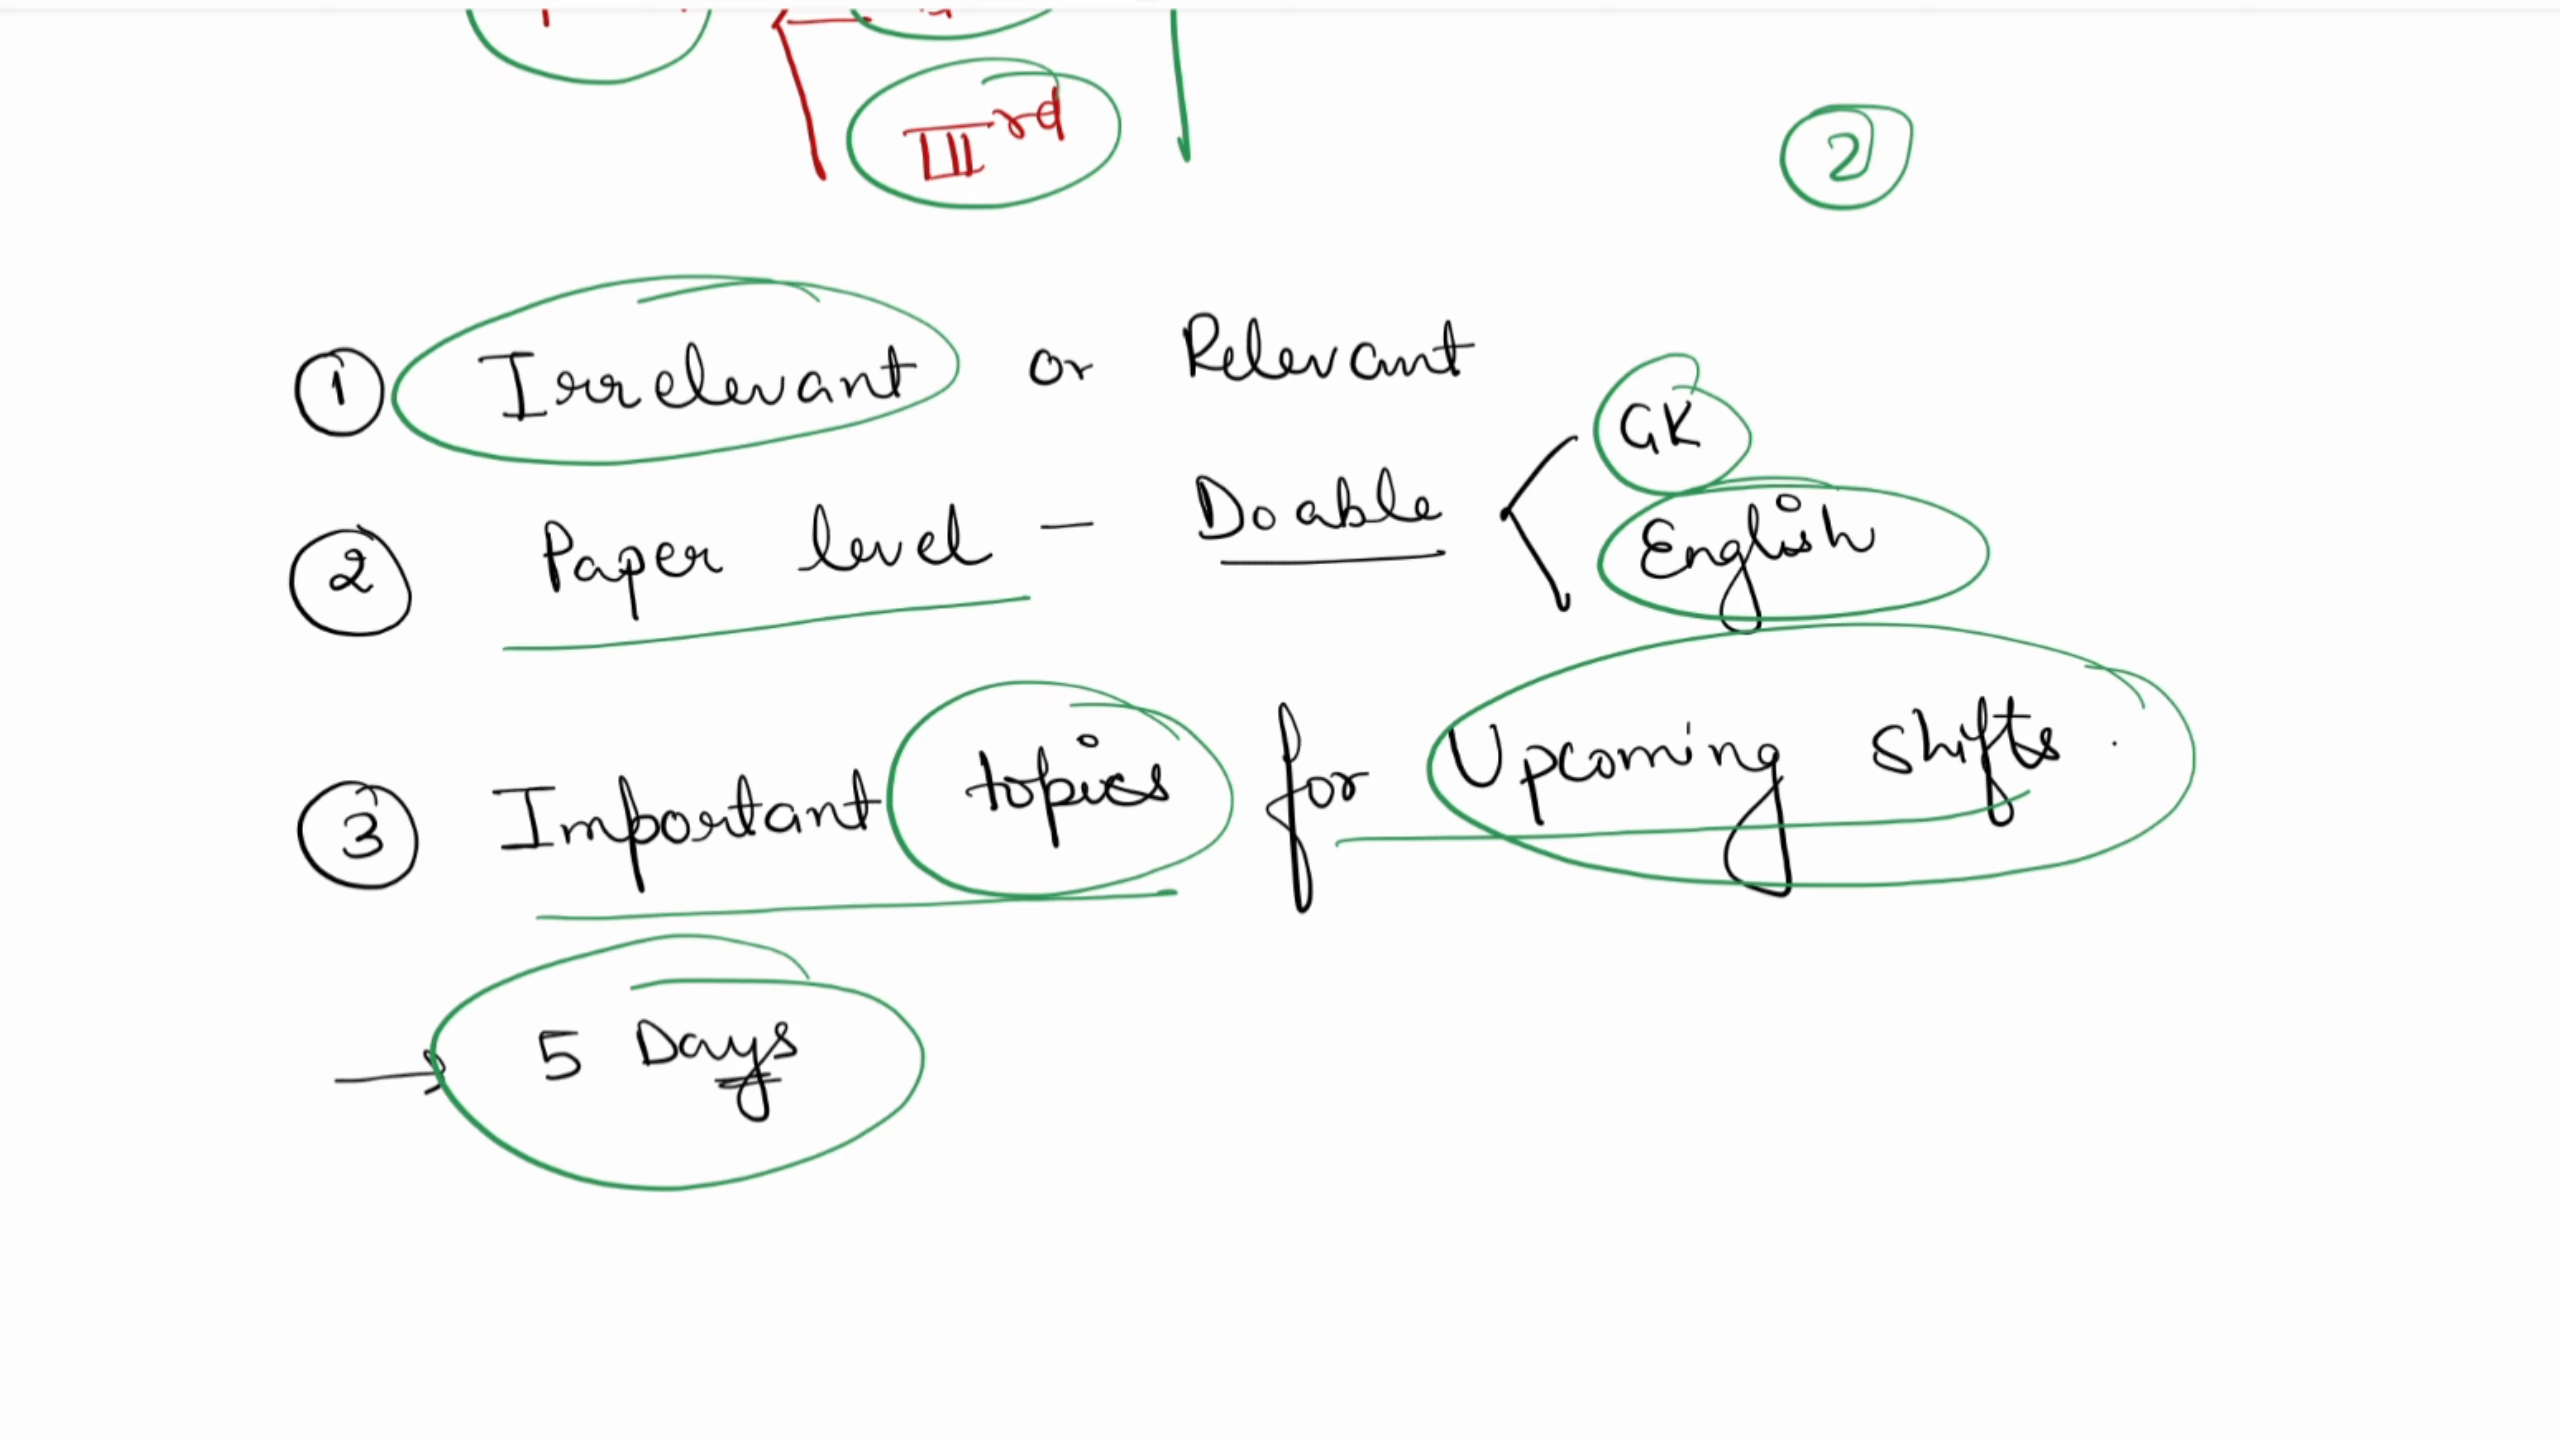 IIIrd
2
1 Irrelevant or Relevant
GK
2 Paper level - Doable
English
3 Important topics for Upcoming shifts.
→ 5 Days